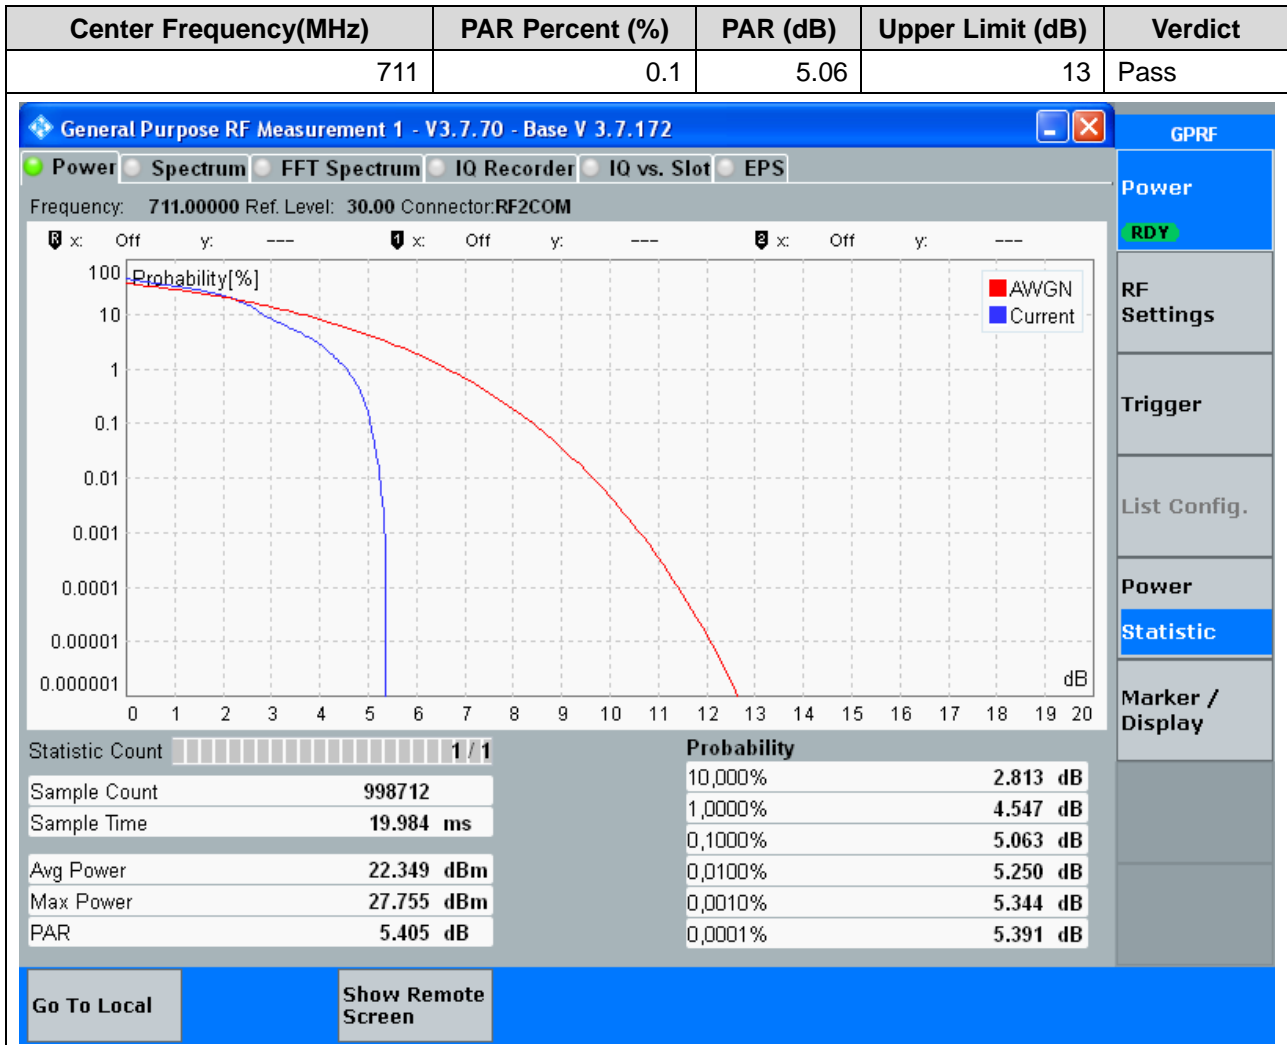 Center Frequency(MHz) PAR Percent (%) PAR (dB) Upper Limit (dB) Verdict
711 0.1 5.06 13 Pass
General Purpose RF Measurement 1 - V3.7.70 - Base V 3.7.172
GPRF
Power Spectrum FFT Spectrum IQ Recorder IQ vs. Slot EPS
Frequency: 711.00000 Ref. Level: 30.00 Connector:RF2COM
R x: Off y: --- 1 x: Off y: --- 2 x: Off y: ---
Probability[%]
AWGN
Current
100
10
1
0.1
0.01
0.001
0.0001
0.00001
0.000001
dB
0 1 2 3 4 5 6 7 8 9 10 11 12 13 14 15 16 17 18 19 20
Statistic Count 1 / 1
Sample Count 998712
Sample Time 19.984 ms
Avg Power 22.349 dBm
Max Power 27.755 dBm
PAR 5.405 dB
Probability
10,000% 2.813 dB
1,0000% 4.547 dB
0,1000% 5.063 dB
0,0100% 5.250 dB
0,0010% 5.344 dB
0,0001% 5.391 dB
Power
RDY
RF
Settings
Trigger
List Config.
Power
Statistic
Marker /
Display
Go To Local
Show Remote
Screen